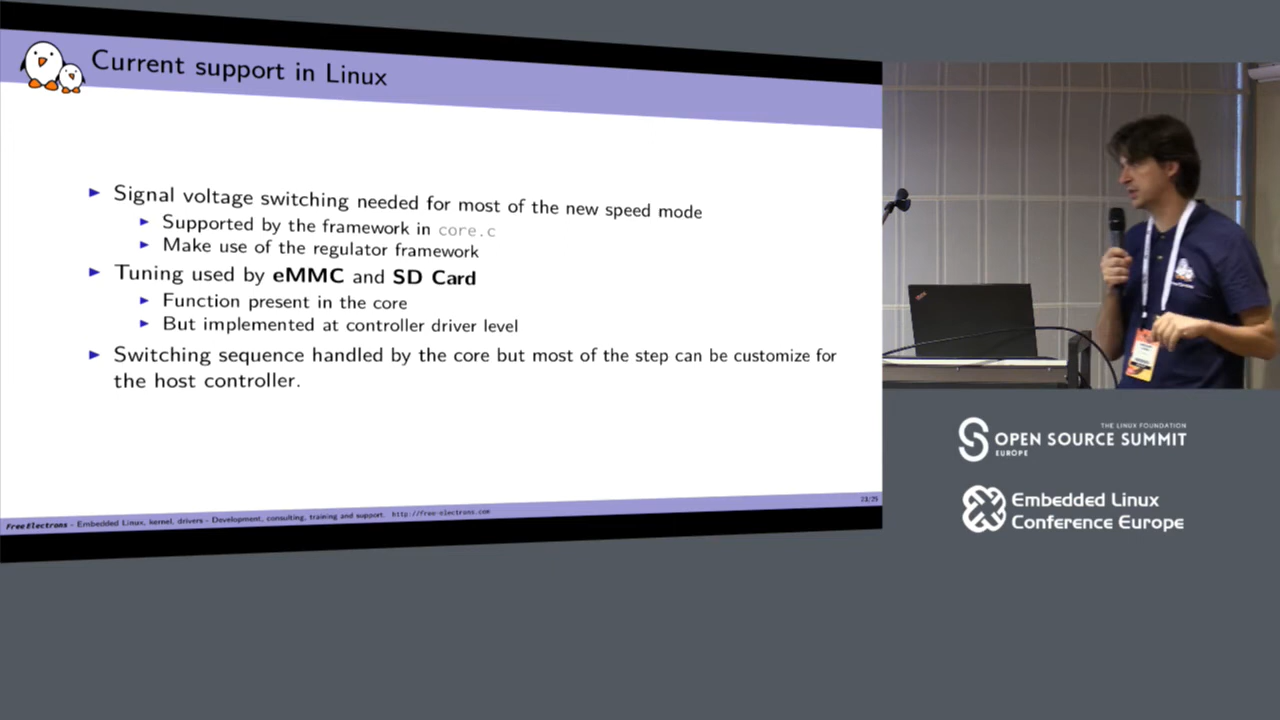 Current support in Linux
Signal voltage switching needed for most of the new speed mode
Supported by the framework in core.c
Make use of the regulator framework
Tuning used by eMMC and SD Card
Function present in the core
But implemented at controller driver level
Switching sequence handled by the core but most of the step can be customize for
the host controller.
Free Electrons - Embedded Linux, kernel, drivers - Development, consulting, training and support. http://free-electrons.com
THE LINUX FOUNDATION
OPEN SOURCE SUMMIT
EUROPE
Embedded Linux
Conference Europe